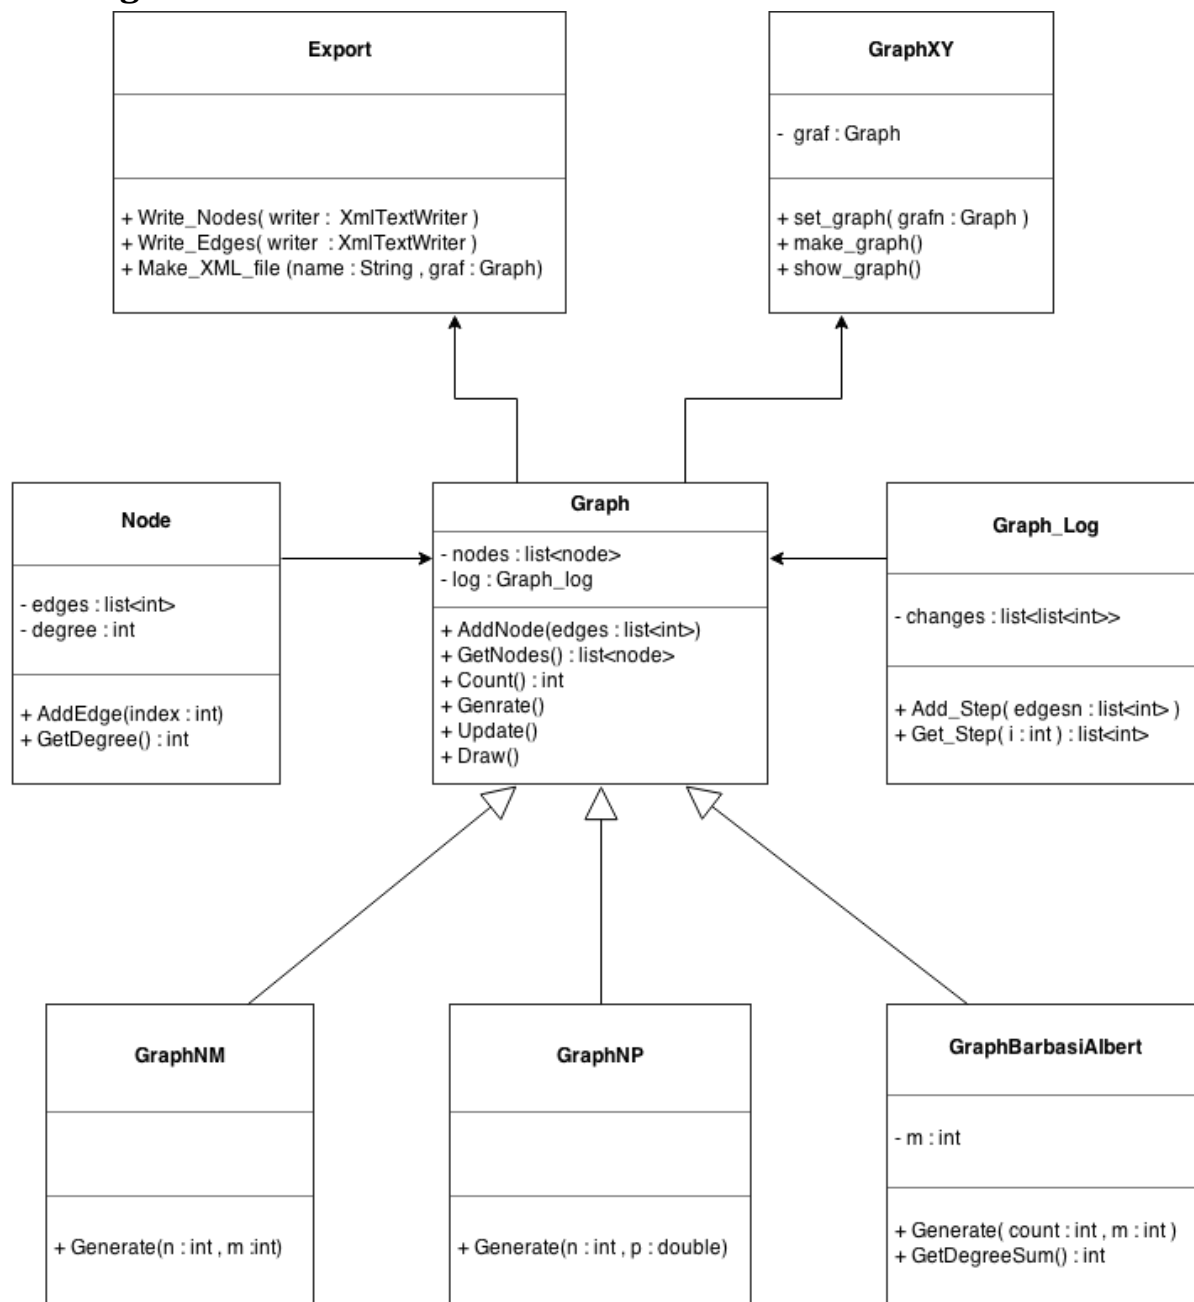 Export
+ Write_Nodes( writer : XmlTextWriter )
+ Write_Edges( writer : XmlTextWriter )
+ Make_XML_file (name : String , graf : Graph)
GraphXY
- graf : Graph
+ set_graph( grafn : Graph )
+ make_graph()
+ show_graph()
Node
- edges : list<int>
- degree : int
+ AddEdge(index : int)
+ GetDegree() : int
Graph
- nodes : list<node>
- log : Graph_log
+ AddNode(edges : list<int>)
+ GetNodes() : list<node>
+ Count() : int
+ Genrate()
+ Update()
+ Draw()
Graph_Log
- changes : list<list<int>>
+ Add_Step( edgesn : list<int> )
+ Get_Step( i : int ) : list<int>
GraphNM
+ Generate(n : int , m :int)
GraphNP
+ Generate(n : int , p : double)
GraphBarbasiAlbert
- m : int
+ Generate( count : int , m : int )
+ GetDegreeSum() : int